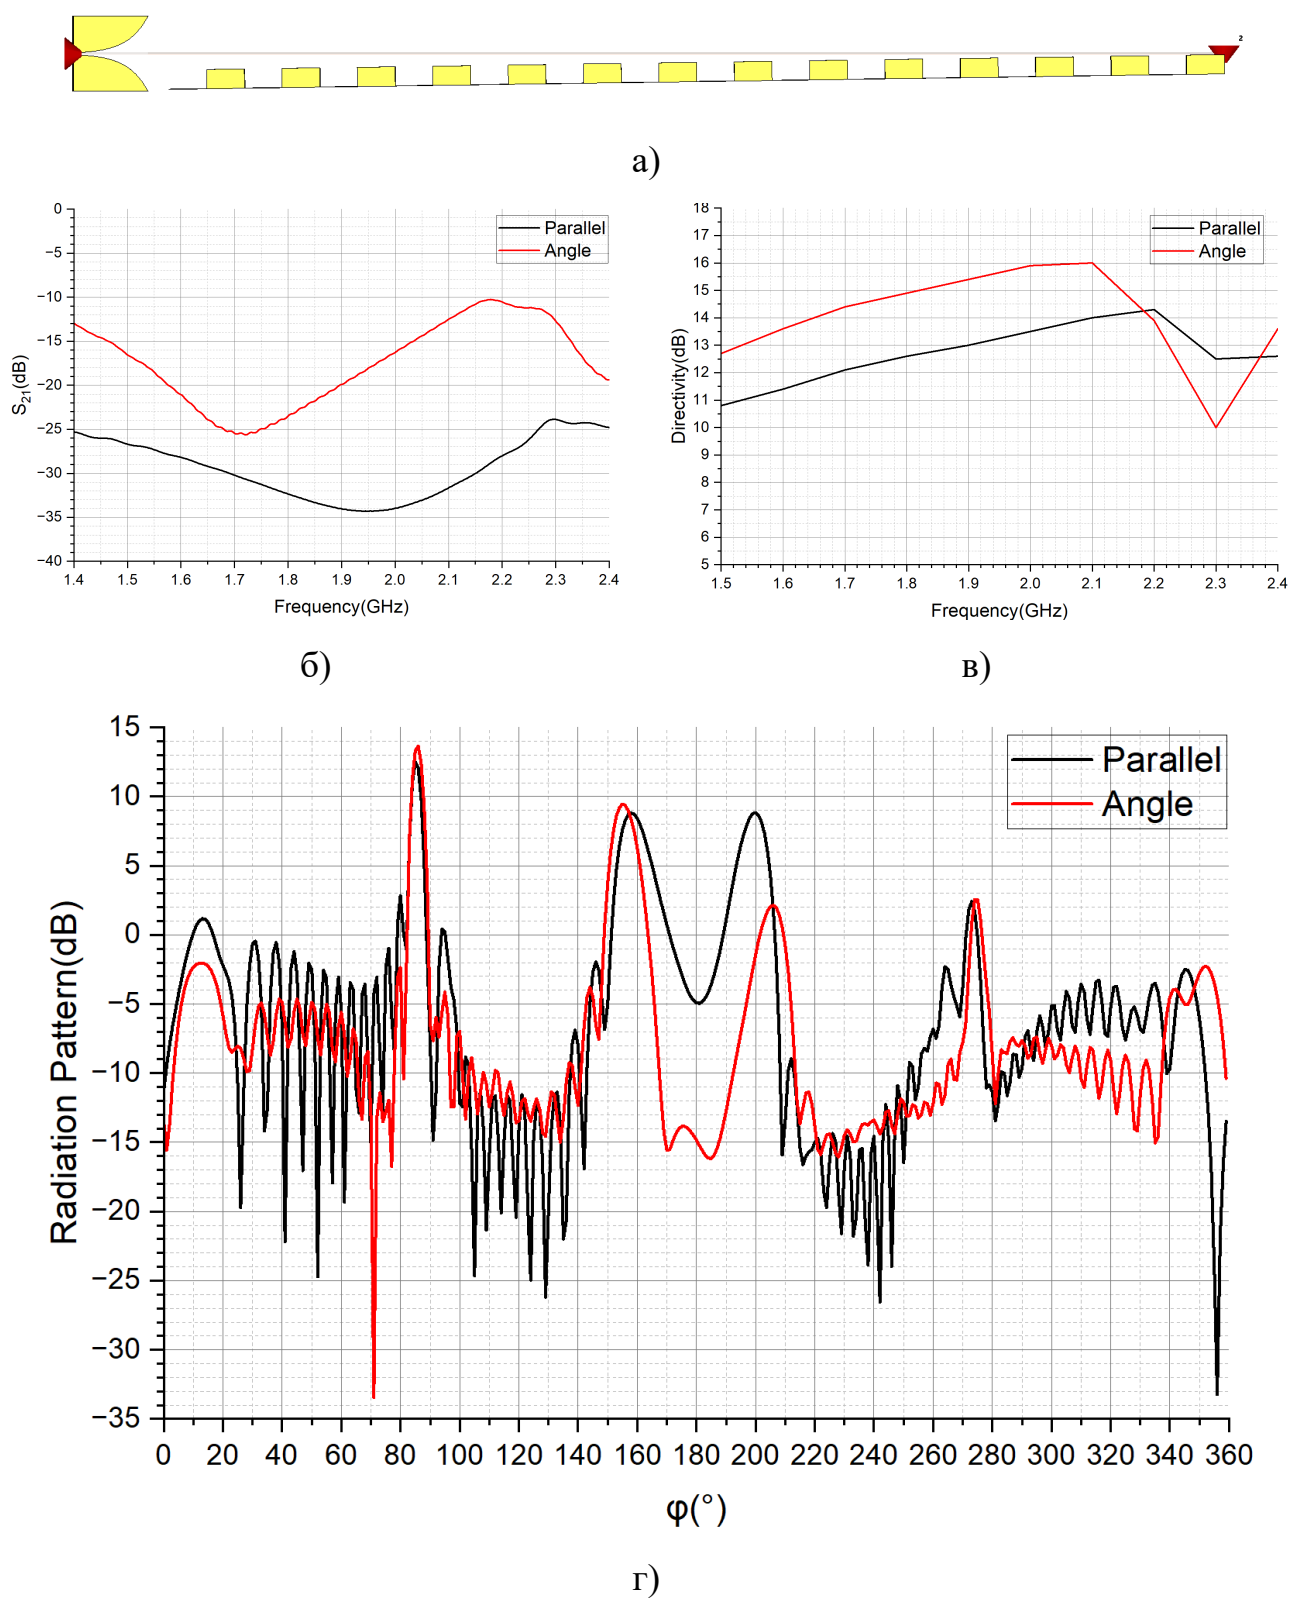 2
а)
0
−5
−10
−15
−20
−25
−30
−35
−40
S21(dB)
Parallel
Angle
1.4 1.5 1.6 1.7 1.8 1.9 2.0 2.1 2.2 2.3 2.4
Frequency(GHz)
б)
18
17
16
15
14
13
12
11
10
9
8
7
6
5
Directivity(dB)
Parallel
Angle
1.5 1.6 1.7 1.8 1.9 2.0 2.1 2.2 2.3 2.4
Frequency(GHz)
в)
15
10
5
0
−5
−10
−15
−20
−25
−30
−35
Radiation Pattern(dB)
Parallel
Angle
0 20 40 60 80 100 120 140 160 180 200 220 240 260 280 300 320 340 360
φ(°)
г)